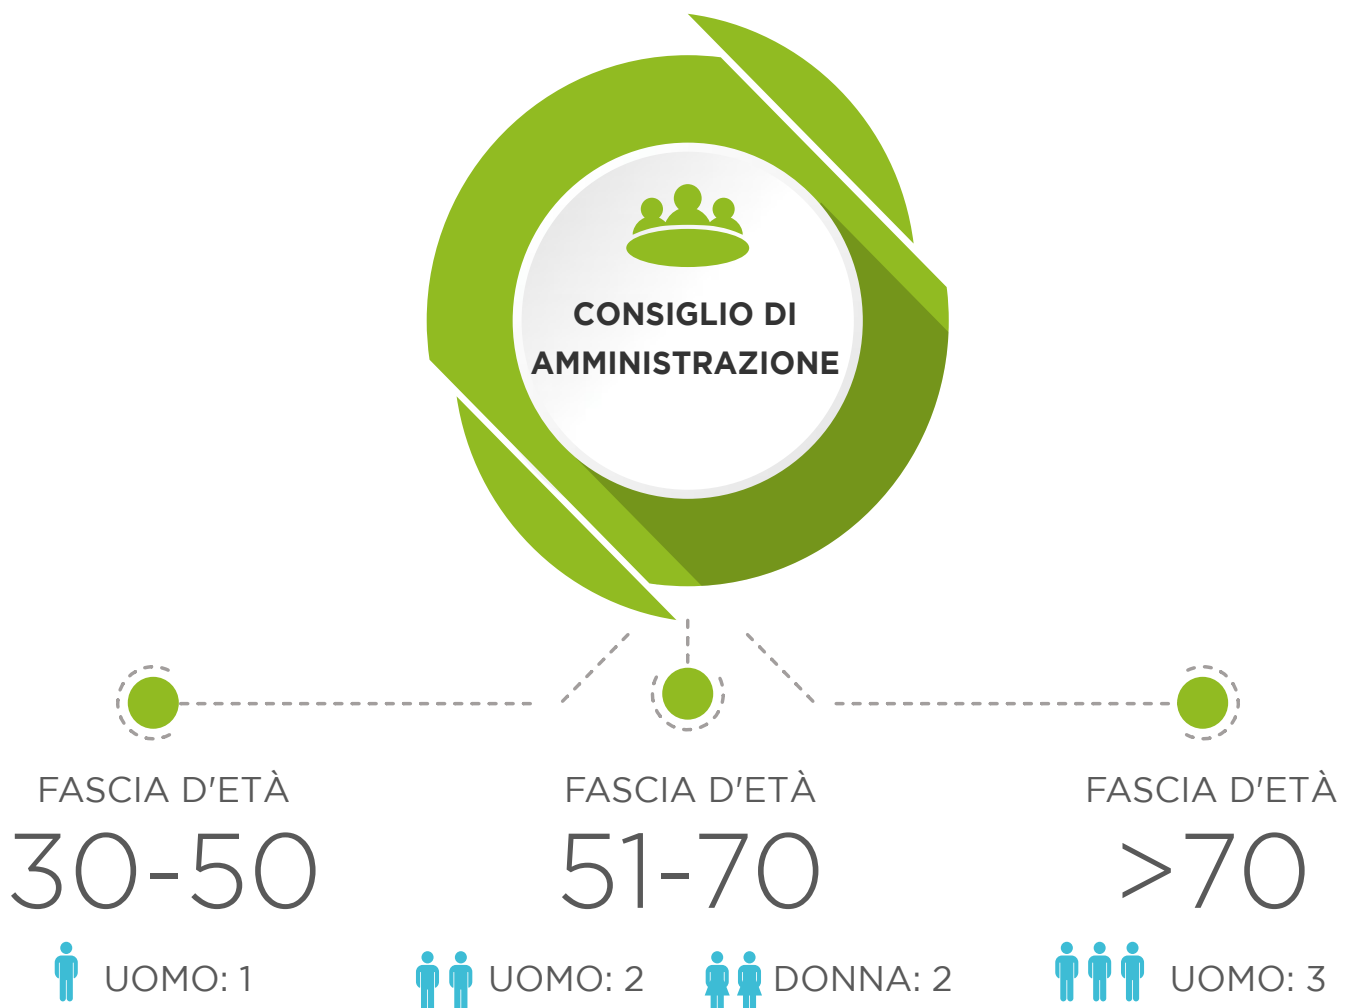 CONSIGLIO DI
AMMINISTRAZIONE
FASCIA D'ETÀ
30-50
UOMO: 1
FASCIA D'ETÀ
51-70
UOMO: 2
DONNA: 2
FASCIA D'ETÀ
>70
UOMO: 3